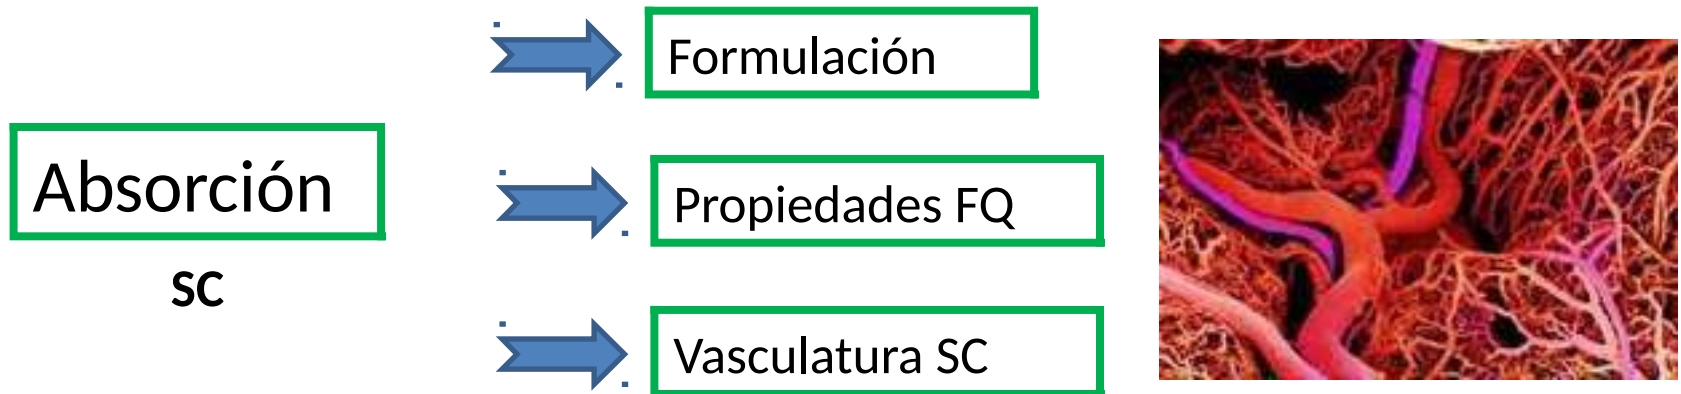 Formulación
Absorción
SC
Propiedades FQ
Vasculatura SC